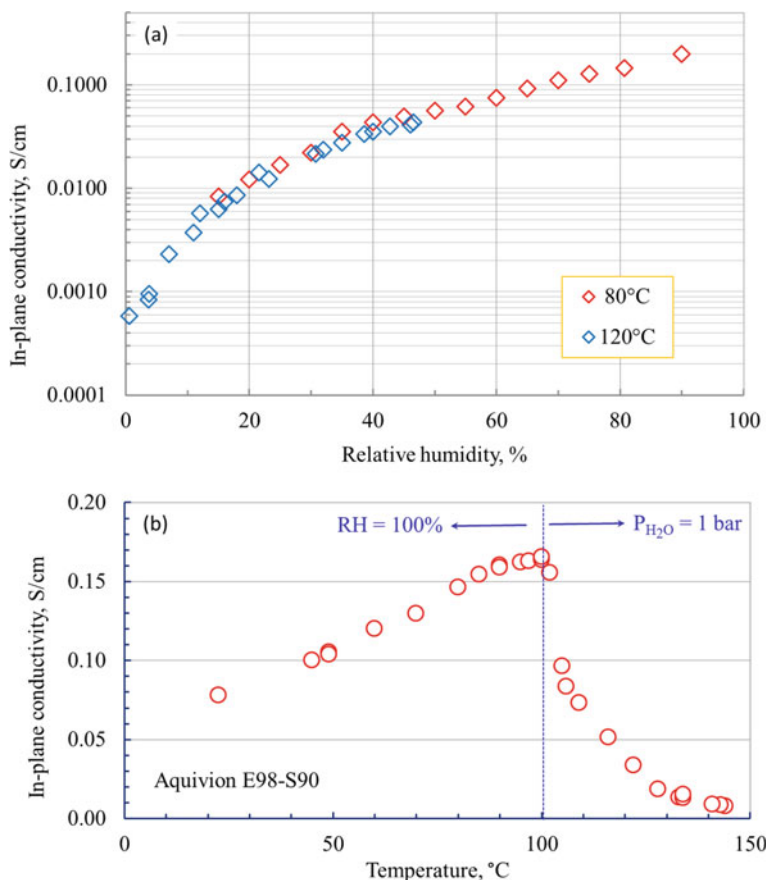 (a)
0.1000
0.0100
0.0010
0.0001
In-plane conductivity, S/cm
80°C
120°C
0 20 40 60 80 100
Relative humidity, %
(b)
RH = 100%
P_H₂O = 1 bar
0.20
0.15
0.10
0.05
0.00
In-plane conductivity, S/cm
Aquivion E98-S90
0 50 100 150
Temperature, °C